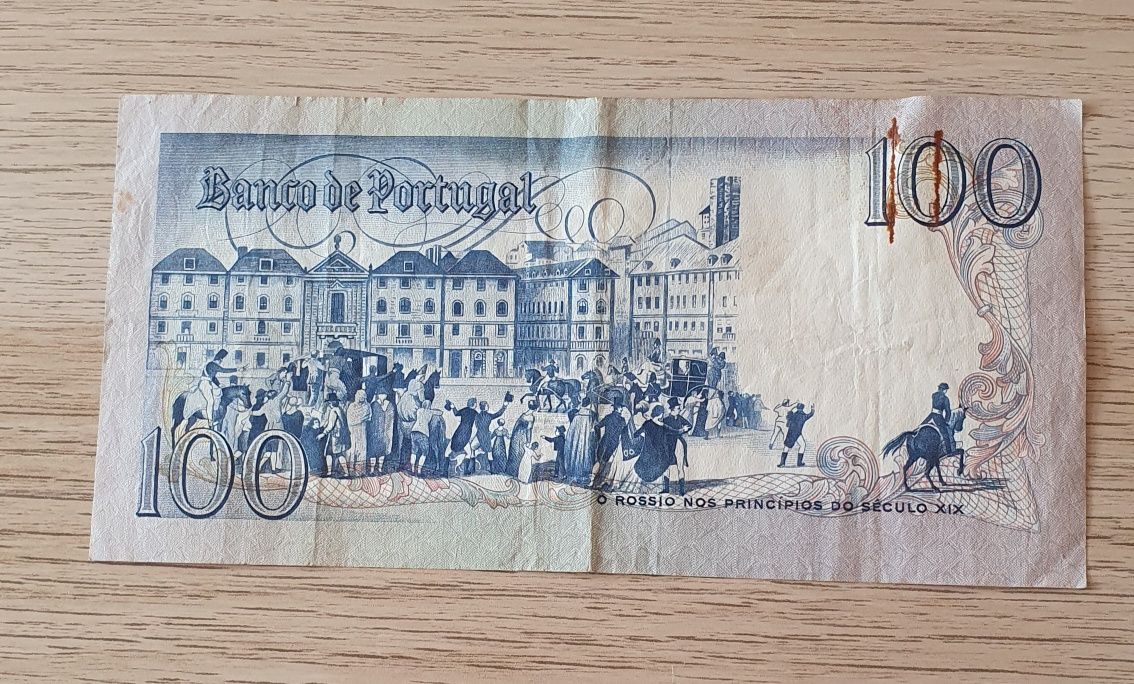 Banco de Portugal
100
100
O ROSSIO NOS PRINCÍPIOS DO SÉCULO XIX